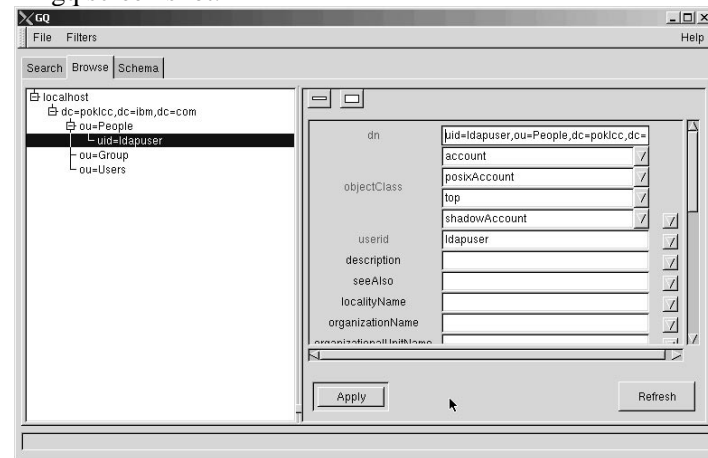 GQ
File Filters Help
Search Browse Schema
localhost
dc=poklcc,dc=ibm,dc=com
ou=People
uid=ldapuser
ou=Group
ou=Users
dn uid=ldapuser,ou=People,dc=poklcc,dc=
objectClass
account
posixAccount
top
shadowAccount
userid ldapuser
description
seeAlso
localityName
organizationName
organizationalUnitName
Apply Refresh